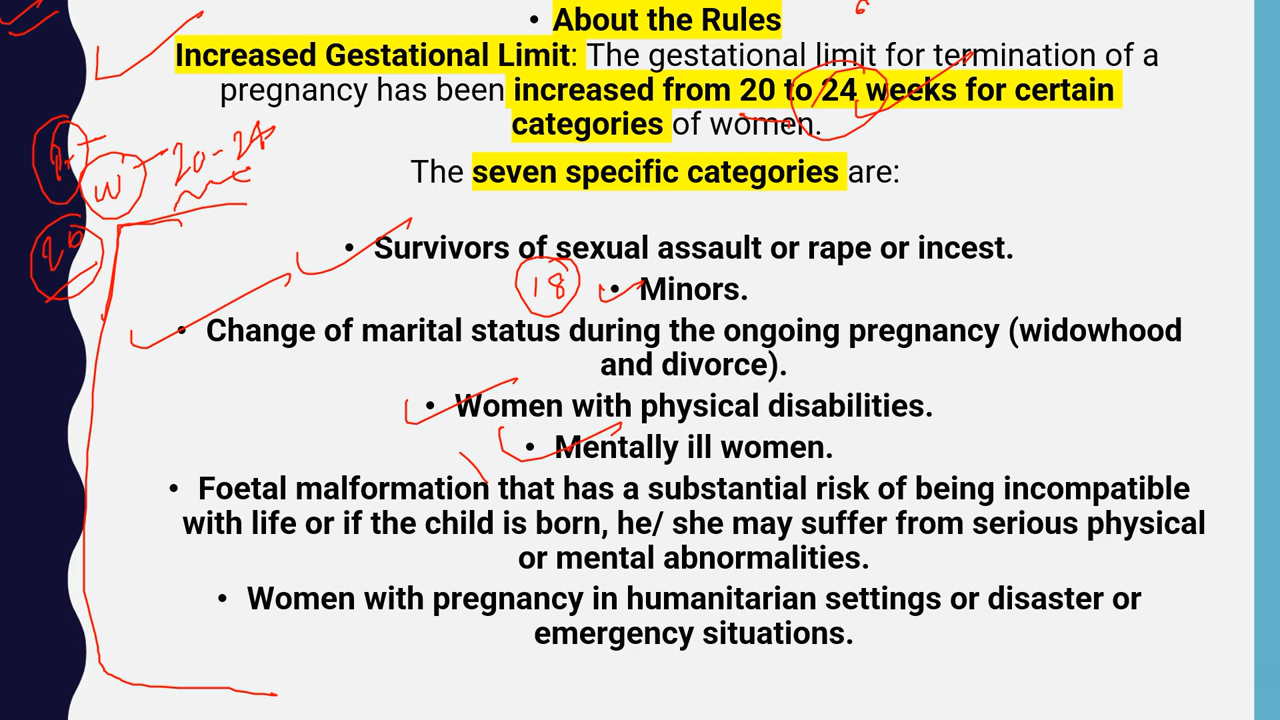 • About the Rules
Increased Gestational Limit: The gestational limit for termination of a
pregnancy has been increased from 20 to 24 weeks for certain
categories of women.
20-24
W
The seven specific categories are:
20
• Survivors of sexual assault or rape or incest.
18
• Minors.
• Change of marital status during the ongoing pregnancy (widowhood
and divorce).
• Women with physical disabilities.
• Mentally ill women.
• Foetal malformation that has a substantial risk of being incompatible
with life or if the child is born, he/ she may suffer from serious physical
or mental abnormalities.
• Women with pregnancy in humanitarian settings or disaster or
emergency situations.